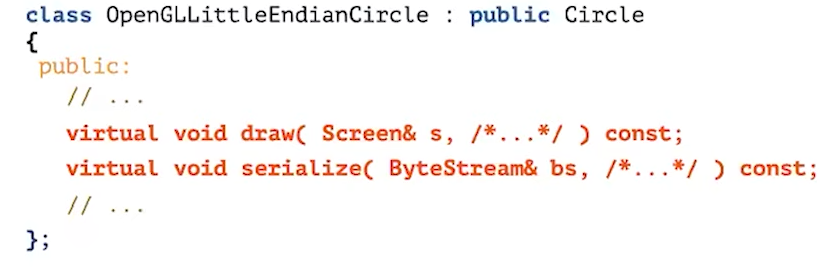 class OpenGLLittleEndianCircle : public Circle
{
public:
// ...
virtual void draw( Screen& s, /*...*/ ) const;
virtual void serialize( ByteStream& bs, /*...*/ ) const;
// ...
};